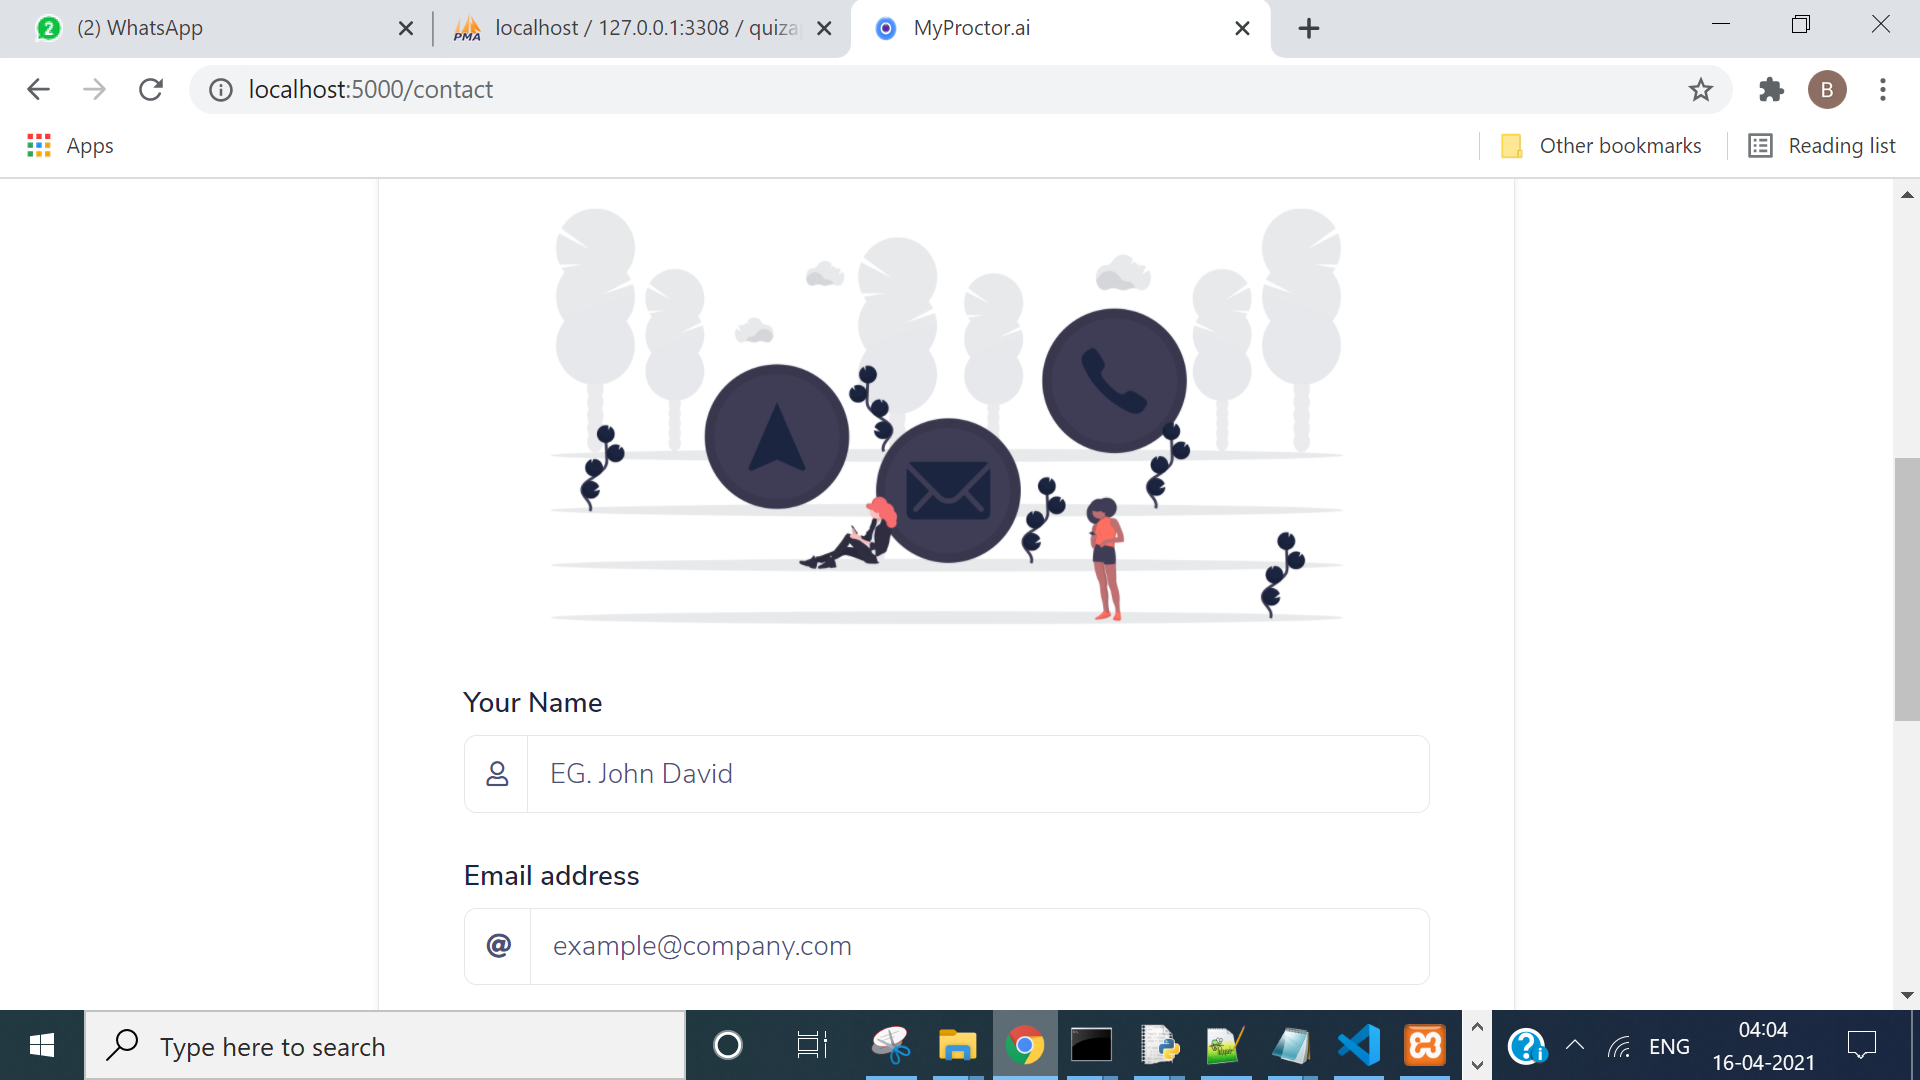 2
(2) WhatsApp
PMA
localhost / 127.0.0.1:3308 / quiza
MyProctor.ai
localhost:5000/contact
B
Apps
Other bookmarks
Reading list
Your Name
EG. John David
Email address
@
example@company.com
Type here to search
ENG
04:04
16-04-2021